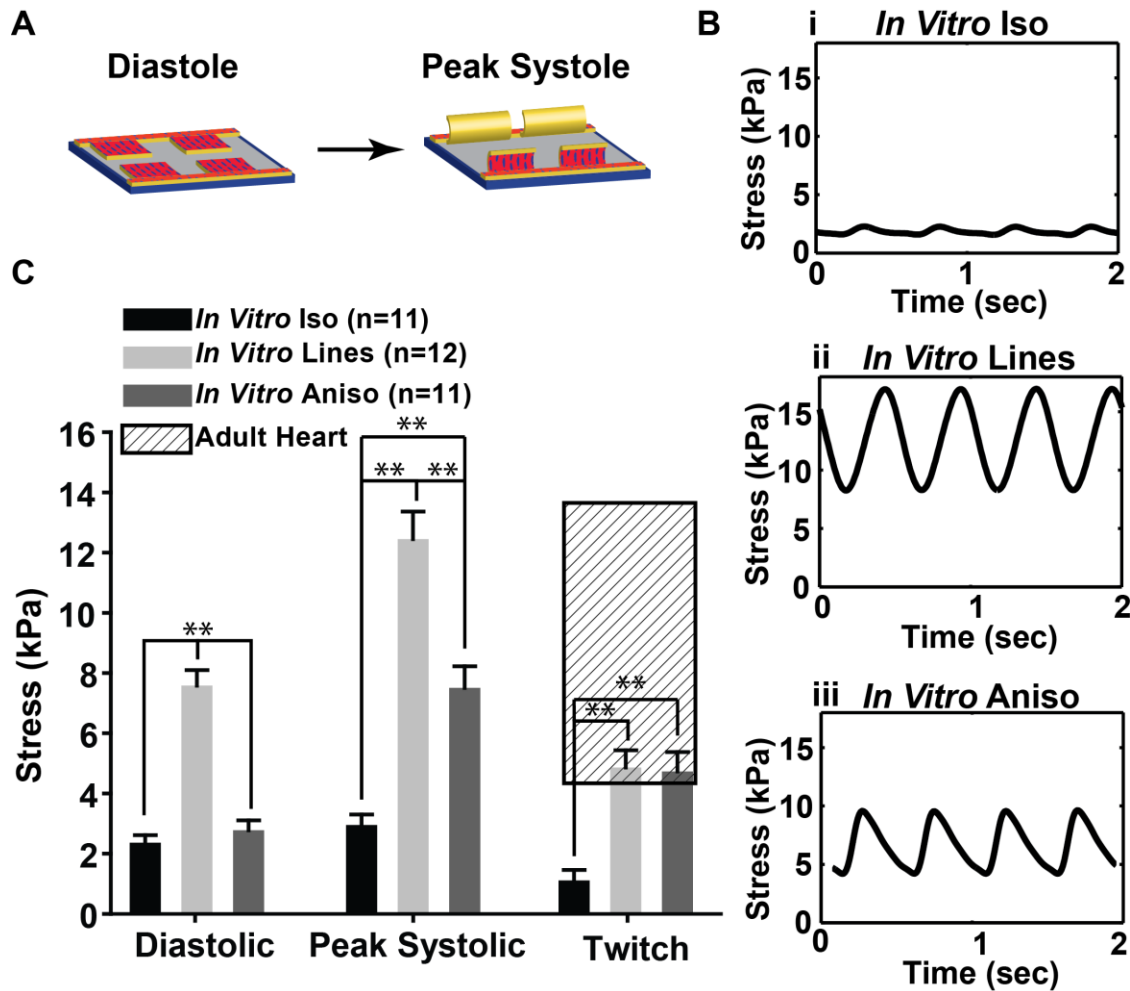 A
Diastole
Peak Systole
B
i In Vitro Iso
Stress (kPa)
15
10
5
0
0
1
2
Time (sec)
ii In Vitro Lines
Stress (kPa)
15
10
5
0
0
1
2
Time (sec)
iii In Vitro Aniso
Stress (kPa)
15
10
5
0
0
1
2
Time (sec)
C
In Vitro Iso (n=11)
In Vitro Lines (n=12)
In Vitro Aniso (n=11)
Adult Heart
Stress (kPa)
16
14
12
10
8
6
4
2
0
**
**
** **
**
**
Diastolic
Peak Systolic
Twitch